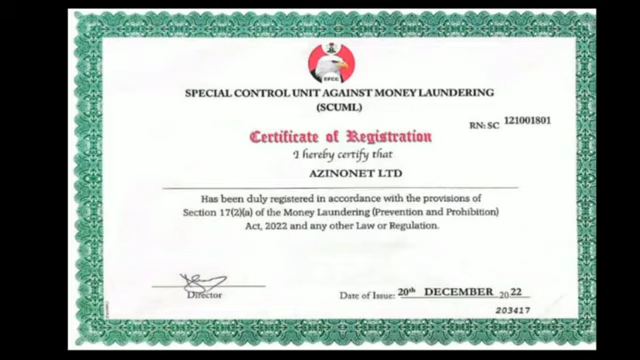 EFCC
SPECIAL CONTROL UNIT AGAINST MONEY LAUNDERING
(SCUML)
RN: SC 121001801
Certificate of Registration
I hereby certify that
AZINONET LTD
Has been duly registered in accordance with the provisions of
Section 17(2)(a) of the Money Laundering (Prevention and Prohibition)
Act, 2022 and any other Law or Regulation.
Director
Date of Issue: 20th DECEMBER 2022
203417